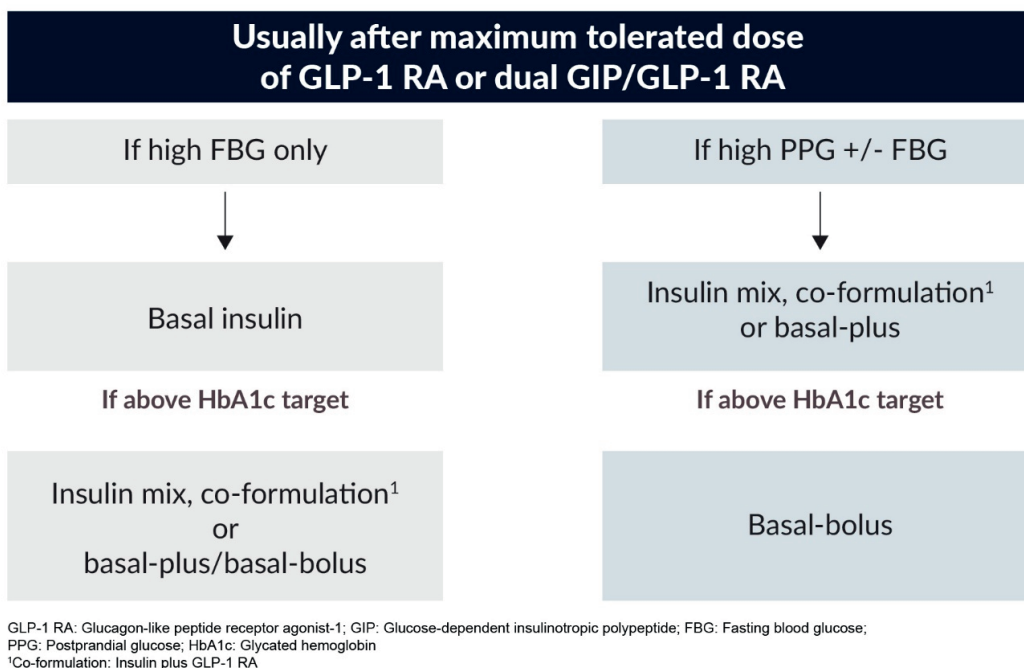 Usually after maximum tolerated dose
of GLP-1 RA or dual GIP/GLP-1 RA
If high FBG only
If high PPG +/- FBG
Basal insulin
Insulin mix, co-formulation¹
or basal-plus
If above HbA1c target
If above HbA1c target
Insulin mix, co-formulation¹
or
basal-plus/basal-bolus
Basal-bolus
GLP-1 RA: Glucagon-like peptide receptor agonist-1; GIP: Glucose-dependent insulinotropic polypeptide; FBG: Fasting blood glucose;
PPG: Postprandial glucose; HbA1c: Glycated hemoglobin
¹Co-formulation: Insulin plus GLP-1 RA